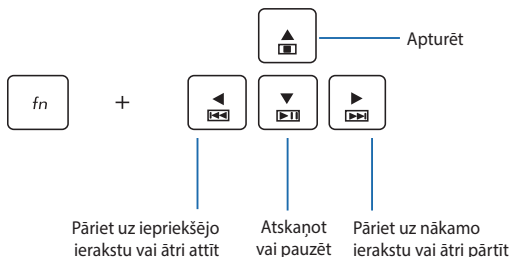 Apturēt
fn +
Pāriet uz iepriekšējo
ierakstu vai ātri attīt
Atskaņot
vai pauzēt
Pāriet uz nākamo
ierakstu vai ātri pārtīt